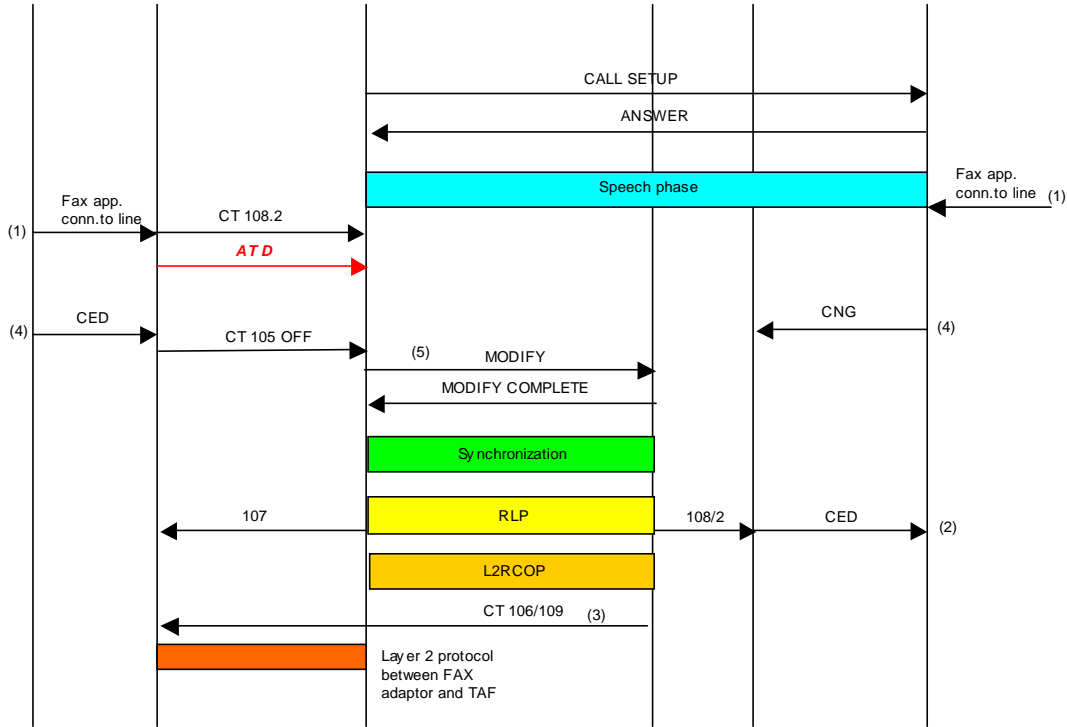 CALL SETUP
ANSWER
Speech phase
Fax app.
conn.to line
(1)
Fax app.
conn.to line
(1)
CT 108.2
ATD
CED
(4)
CT 105 OFF
CNG
(4)
(5)
MODIFY
MODIFY COMPLETE
Synchronization
107
RLP
108/2
CED
(2)
L2RCOP
CT 106/109
(3)
Layer 2 protocol
between FAX
adaptor and TAF